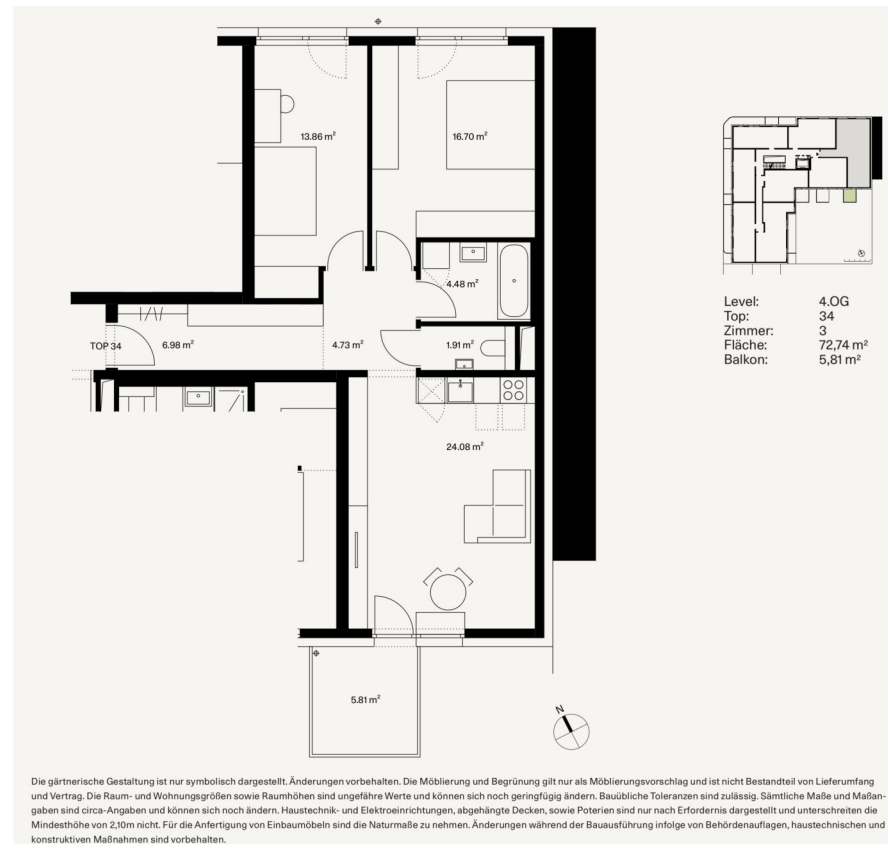 13.86 m²
16.70 m²
4.48 m²
TOP 34
6.98 m²
4.73 m²
1.91 m²
24.08 m²
5.81 m²
N
Level: 4.OG
Top: 34
Zimmer: 3
Fläche: 72,74 m²
Balkon: 5,81 m²
Die gärtnerische Gestaltung ist nur symbolisch dargestellt. Änderungen vorbehalten. Die Möblierung und Begrünung gilt nur als Möblierungsvorschlag und ist nicht Bestandteil von Lieferumfang
und Vertrag. Die Raum- und Wohnungsgrößen sowie Raumhöhen sind ungefähre Werte und können sich noch geringfügig ändern. Bauübliche Toleranzen sind zulässig. Sämtliche Maße und Maßan-
gaben sind circa-Angaben und können sich noch ändern. Haustechnik- und Elektroeinrichtungen, abgehängte Decken, sowie Poterien sind nur nach Erfordernis dargestellt und unterschreiten die
Mindesthöhe von 2,10m nicht. Für die Anfertigung von Einbaumöbeln sind die Naturmaße zu nehmen. Änderungen während der Bauausführung infolge von Behördenauflagen, haustechnischen und
konstruktiven Maßnahmen sind vorbehalten.